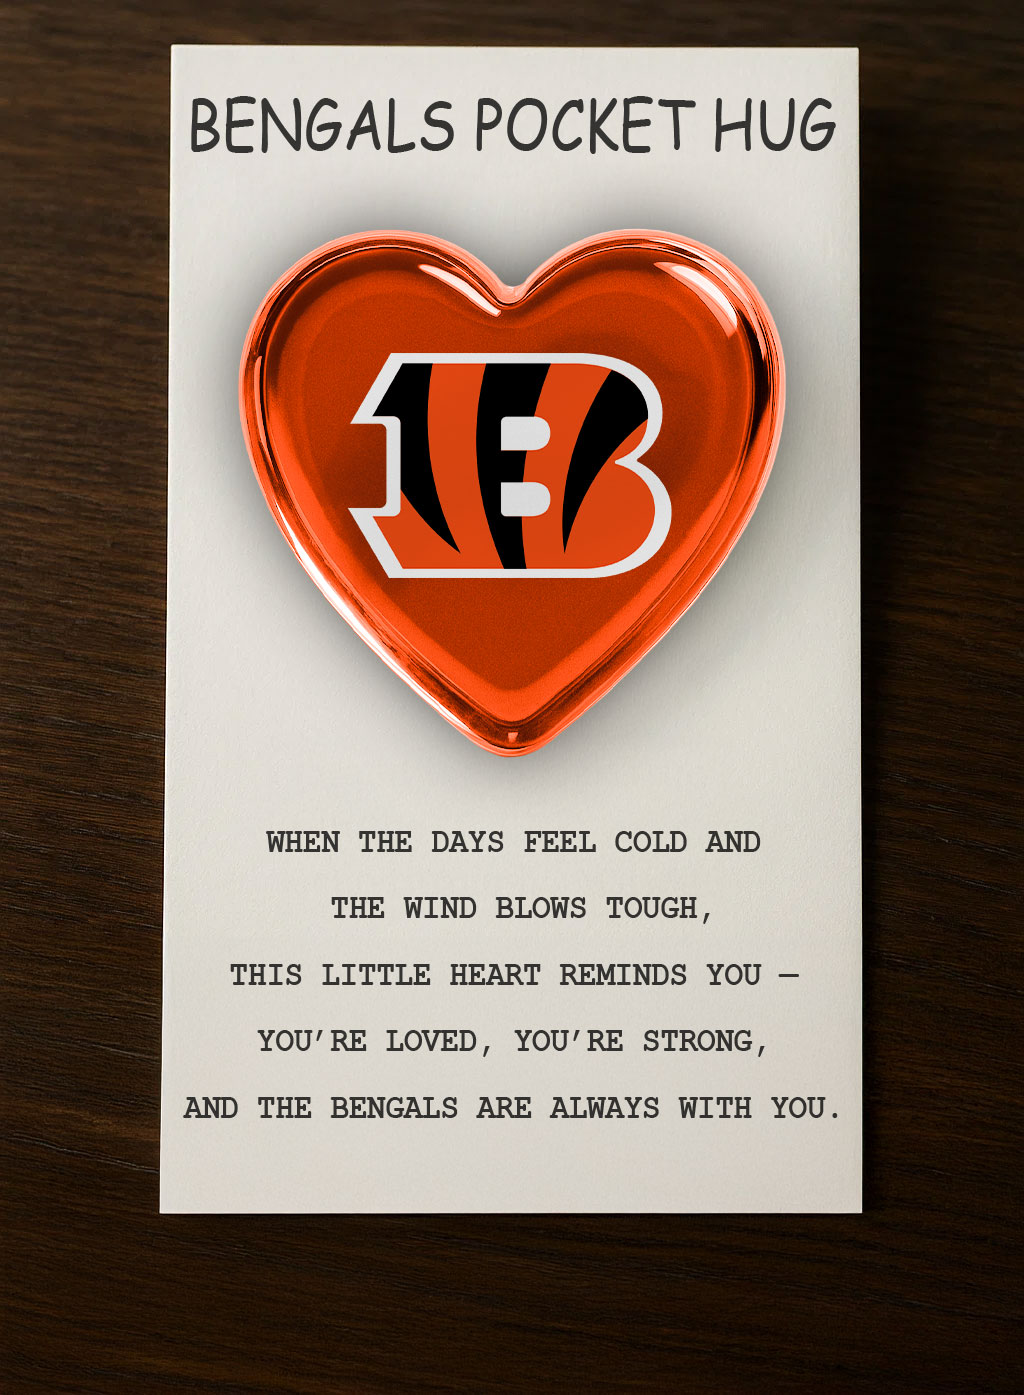 BENGALS POCKET HUG
B
WHEN THE DAYS FEEL COLD AND
THE WIND BLOWS TOUGH,
THIS LITTLE HEART REMINDS YOU —
YOU’RE LOVED, YOU’RE STRONG,
AND THE BENGALS ARE ALWAYS WITH YOU.